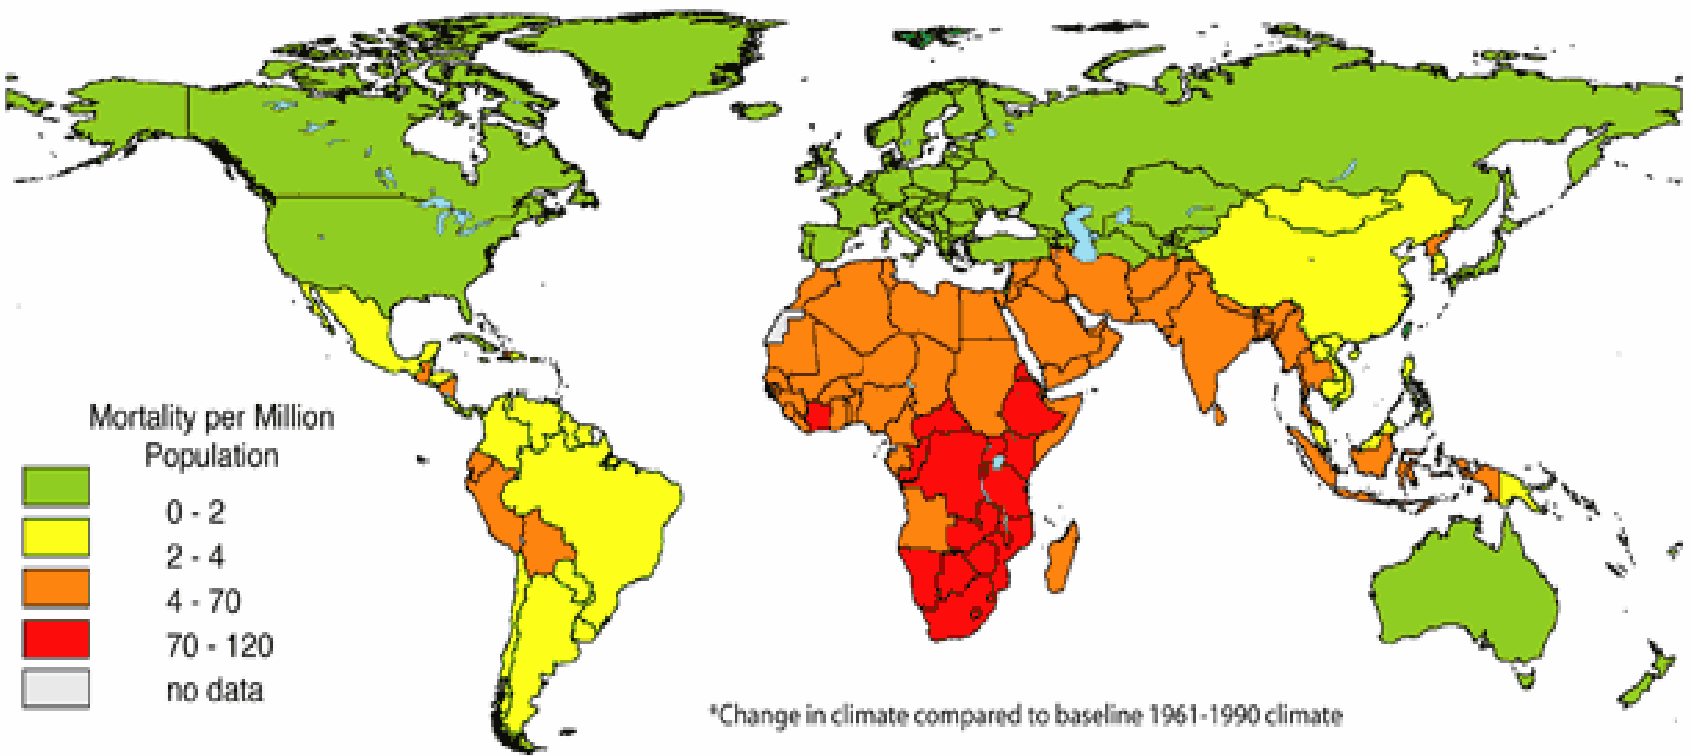 Mortality per Million
Population
0 - 2
2 - 4
4 - 70
70 - 120
no data
*Change in climate compared to baseline 1961-1990 climate